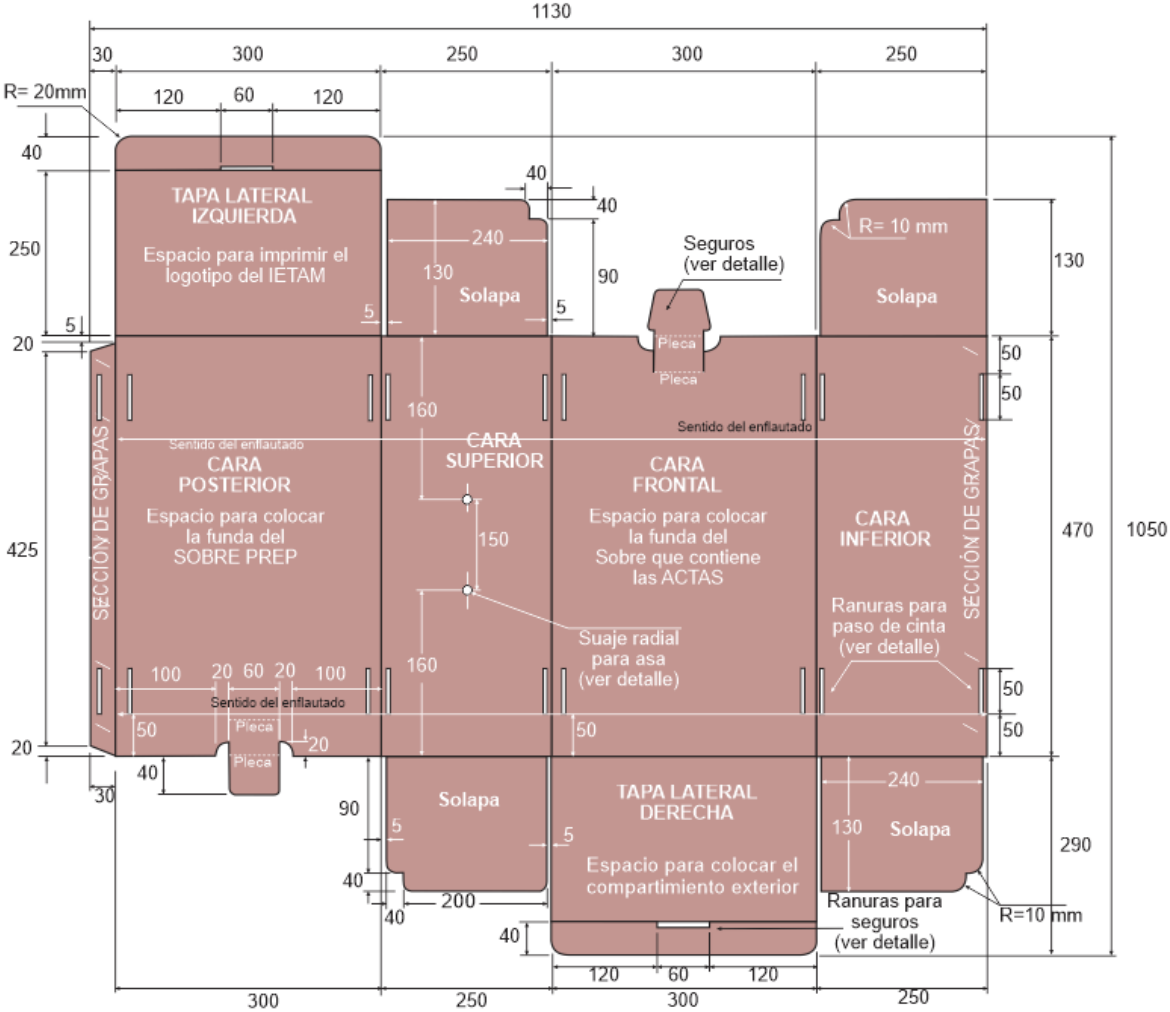 1130
30
300
250
300
250
R= 20mm
120
60
120
40
TAPA LATERAL
IZQUIERDA
Espacio para imprimir el
logotipo del IETAM
250
40
40
240
130
90
Solapa
5
5
Seguros
(ver detalle)
R= 10 mm
Solapa
130
5
20
Pleca
Pleca
50
50
160
Sentido del enflautado
Sentido del enflautado
CARA
SUPERIOR
CARA
POSTERIOR
Espacio para colocar
la funda del
SOBRE PREP
CARA
FRONTAL
Espacio para colocar
la funda del
Sobre que contiene
las ACTAS
CARA
INFERIOR
SECCIÓN DE GRAPAS
SECCIÓN DE GRAPAS
425
150
470
1050
Ranuras para
paso de cinta
(ver detalle)
Suaje radial
para asa
(ver detalle)
160
100
20
60
20
100
Sentido del enflautado
50
50
Pleca
Pleca
20
50
50
20
40
30
90
5
Solapa
5
TAPA LATERAL
DERECHA
Espacio para colocar el
compartimiento exterior
240
130
Solapa
290
40
40
200
Ranuras para
seguros
(ver detalle)
R=10 mm
40
120
60
120
300
250
300
250